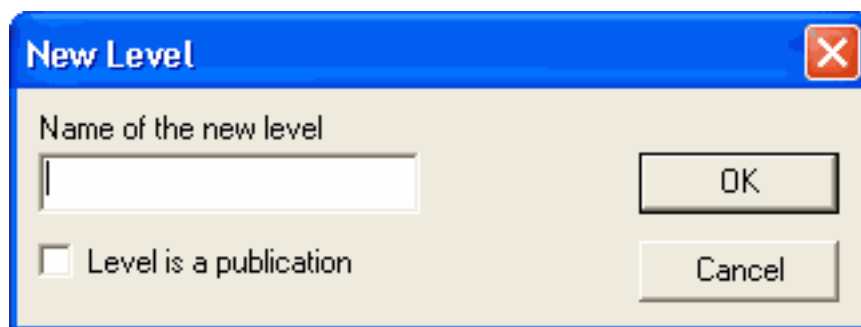 New Level
Name of the new level
OK
Level is a publication
Cancel